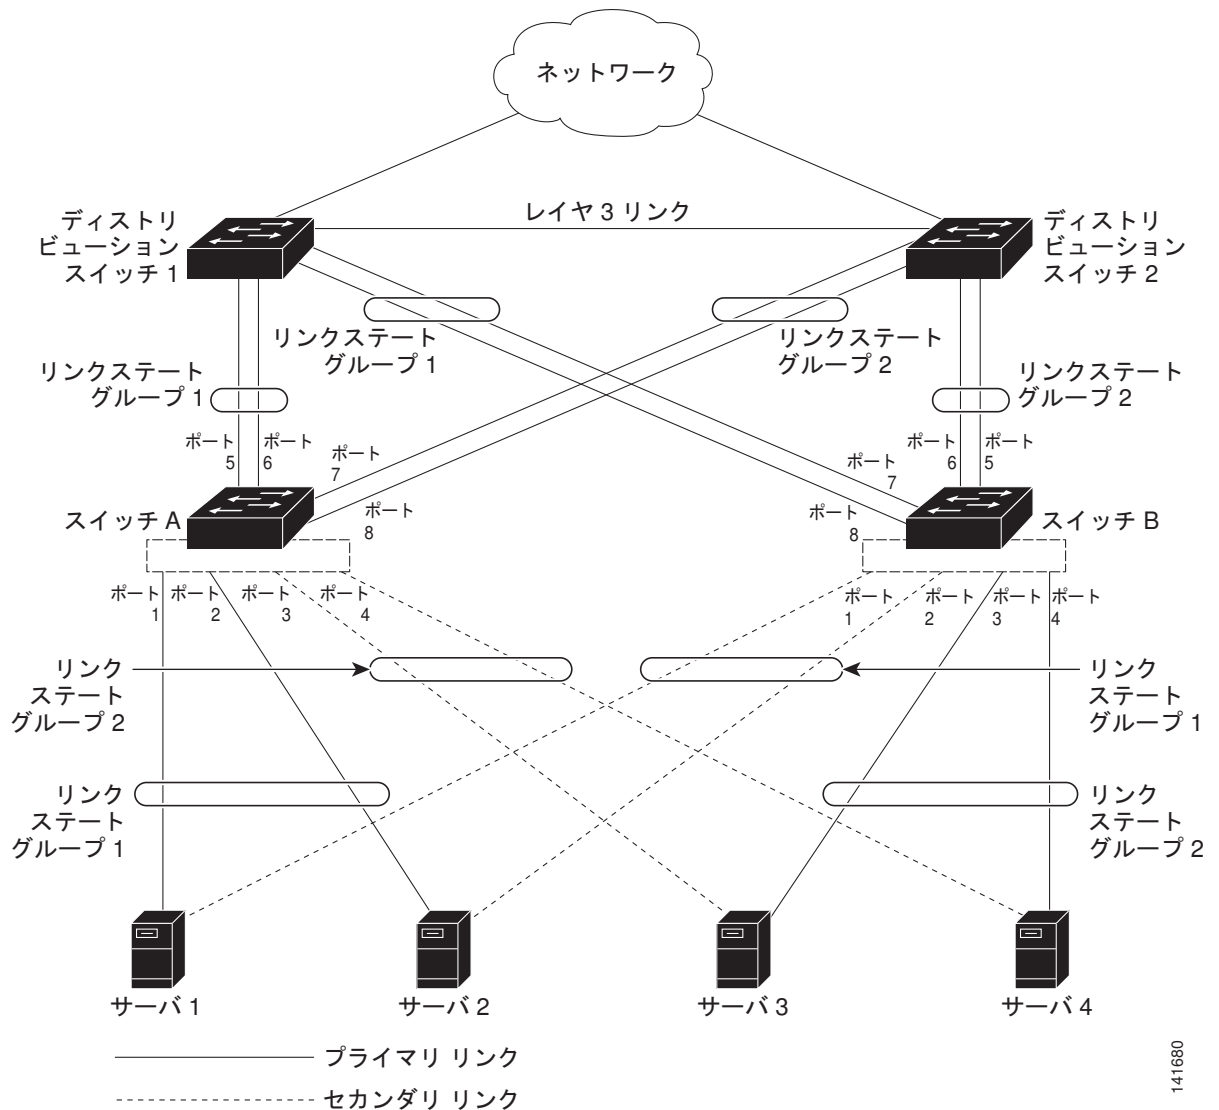 ネットワーク
レイヤ 3 リンク
ディストリ
ビューション
スイッチ 1
ディストリ
ビューション
スイッチ 2
リンクステート
グループ 1
リンクステート
グループ 2
リンクステート
グループ 1
リンクステート
グループ 2
ポート
5
ポート
6
ポート
7
ポート
8
ポート
7
ポート
8
ポート
6
ポート
5
スイッチ A
スイッチ B
ポート
1
ポート
2
ポート
3
ポート
4
ポート
1
ポート
2
ポート
3
ポート
4
リンク
ステート
グループ 2
リンク
ステート
グループ 1
リンク
ステート
グループ 1
リンク
ステート
グループ 2
サーバ 1
サーバ 2
サーバ 3
サーバ 4
プライマリ リンク
セカンダリ リンク
141680